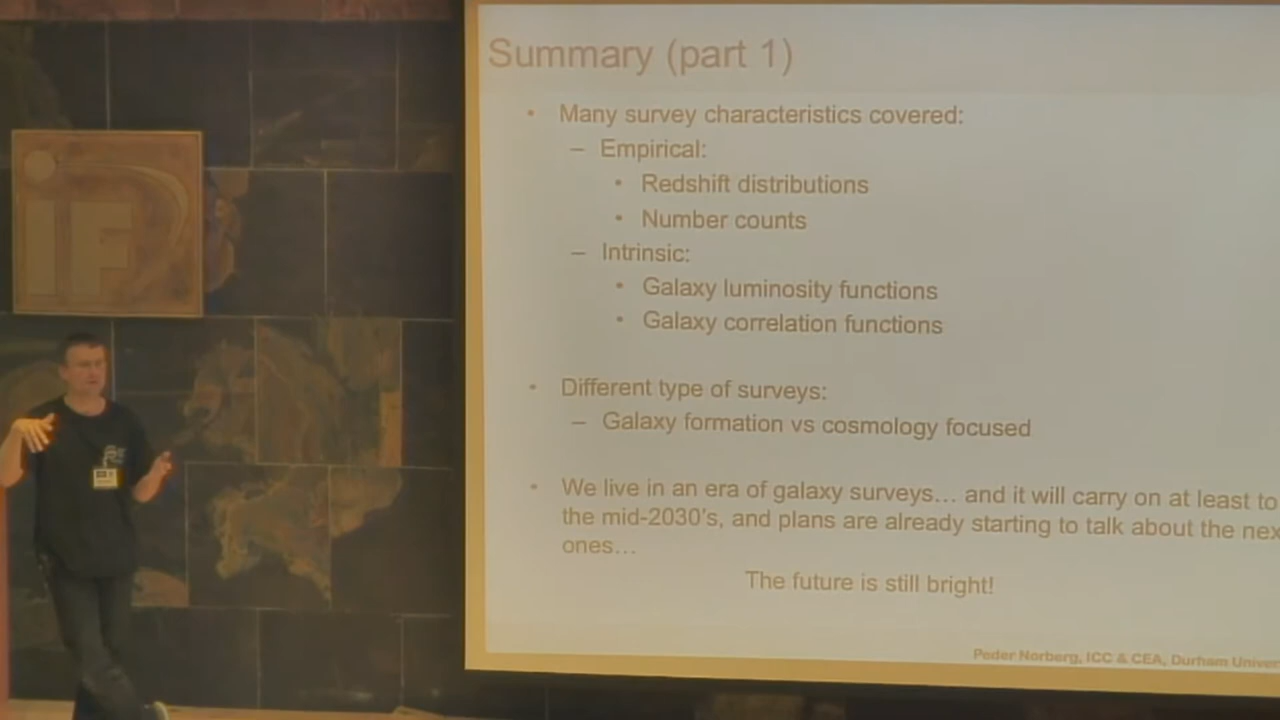 Summary (part 1)
• Many survey characteristics covered:
– Empirical:
• Redshift distributions
• Number counts
– Intrinsic:
• Galaxy luminosity functions
• Galaxy correlation functions
• Different type of surveys:
– Galaxy formation vs cosmology focused
• We live in an era of galaxy surveys… and it will carry on at least to
the mid-2030's, and plans are already starting to talk about the nex
ones…
The future is still bright!
Peder Norberg, ICC & CEA, Durham Univer
iF